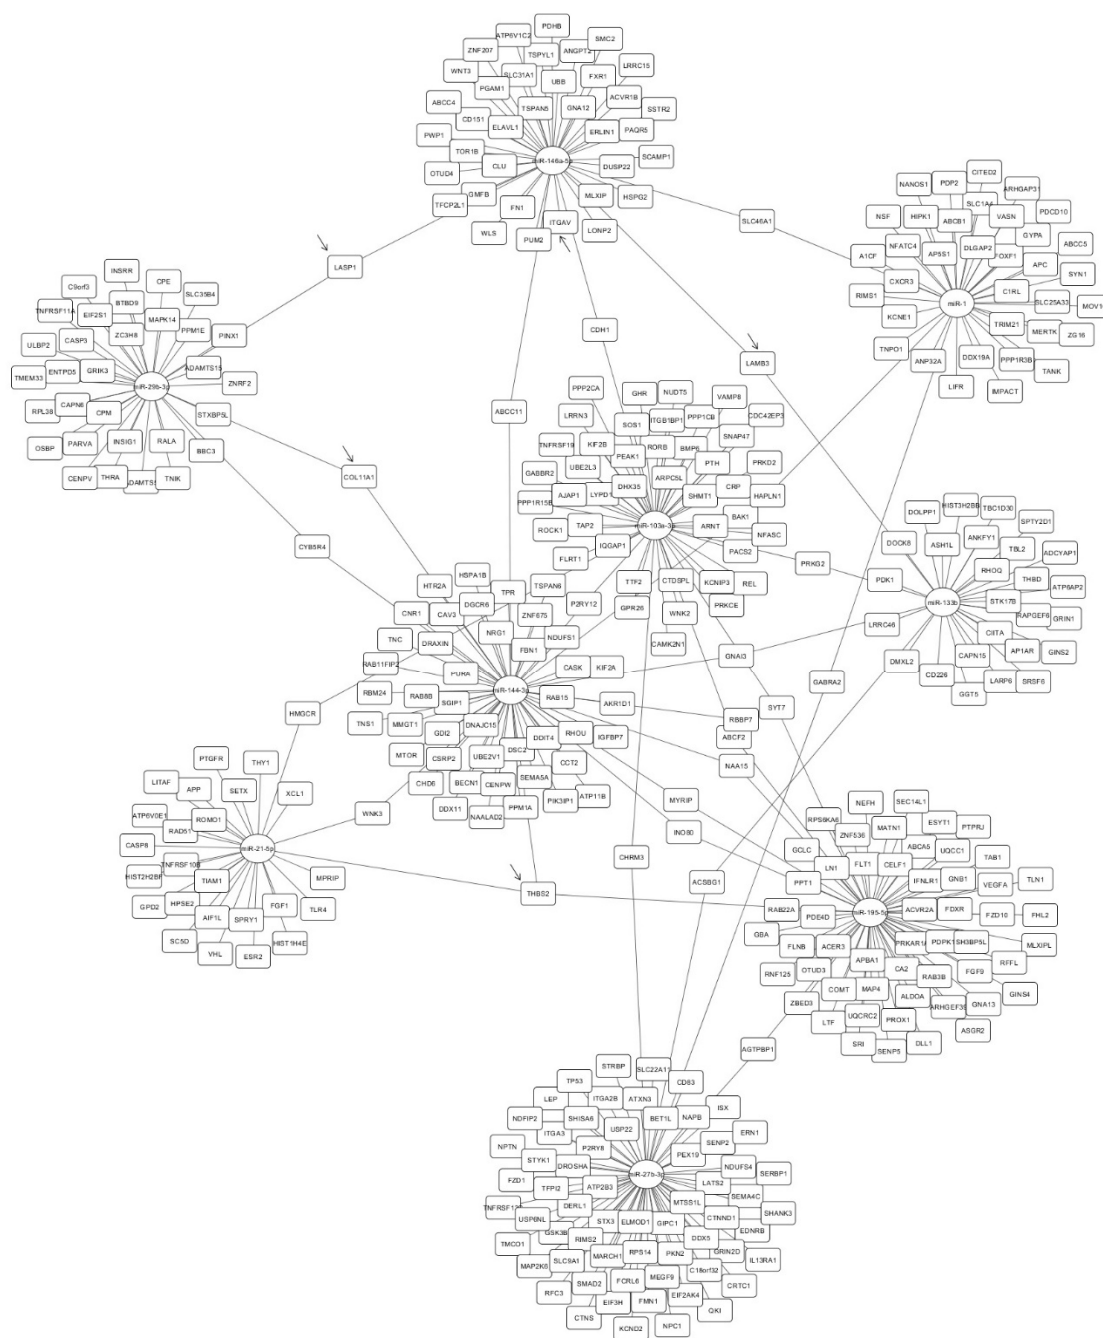 PDHB
ATP6V1C2
SMC2
ZNF207
TSPYL1
ANGPT2
WNT3
SLC31A1
UBB
FXR1
LRRC15
PGAM1
ACVR1B
ABCC4
TSPAN5
GNA12
SSTR2
CD151
ELAVL1
ERLIN1
PAQR5
PWP1
TOR1B
miR-146a-5p
SCAMP1
OTUD4
CLU
DUSP22
GMFB
MLXIP
HSPG2
TFCP2L1
FN1
ITGAV
LONP2
WLS
PUM2
SLC46A1
LASP1
CITED2
NANOS1
PDP2
ARHGAP31
SLC1A4
PDCD10
NSF
HIPK1
ABCB1
VASN
GYPA
NFATC4
DLGAP2
A1CF
AP5S1
FOXF1
APC
ABCC5
CXCR3
SYN1
RIMS1
C1RL
miR-1
SLC25A33
KCNE1
TRIM21
MERTK
ZG16
TNPO1
ANP32A
DDX19A
PPP1R3B
TANK
LIFR
IMPACT
INSRR
C9orf3
CPE
SLC35B4
TNFRSF11A
BTBD9
EIF2S1
MAPK14
PPM1E
PINX1
ULBP2
CASP3
ZC3H8
TMEM33
ENTPD5
GRIK3
ADAMTS15
ZNRF2
miR-29b-3p
RPL38
CAPN6
CPM
STXBP5L
OSBP
PARVA
INSIG1
RALA
BBC3
CENPV
THRA
TNIK
CDH1
LAMB3
ABCC11
COL11A1
CYB5R4
PPP2CA
GHR
NUDT5
VAMP8
LRRN3
SOS1
ITGB1BP1
PPP1CB
CDC42EP3
TNFRSF19
KIF2B
RORB
BMP6
SNAP47
GABBR2
UBE2L3
PEAK1
PTH
PRKD2
PPP1R15B
AJAP1
LYPD1
DHX35
ARPC5L
SHMT1
CRP
HAPLN1
ROCK1
TAP2
miR-103a-3p
ARNT
BAK1
NFASC
FLRT1
IQGAP1
PACS2
PRKG2
TTF2
CTDSPL
KCNIP3
REL
P2RY12
GPR26
WNK2
PRKCE
CAMK2N1
DOLPP1
HIST3H2BB
TBC1D30
SPTY2D1
DOCK8
ASH1L
ANKFY1
TBL2
ADCYAP1
PDK1
RHOQ
THBD
ATP6AP2
miR-133b
STK17B
RAPGEF6
GRIN1
LRRC46
CIITA
AP1AR
GINS2
DMXL2
CAPN15
CD226
LARP6
SRSF6
GGT5
HSPA1B
HTR2A
TSPAN6
TPR
CNR1
CAV3
DGCR6
ZNF675
TNC
DRAXIN
NRG1
NDUFS1
RAB11FIP2
PURA
FBN1
CASK
KIF2A
RBM24
miR-144-3p
RAB8B
SGIP1
RAB15
AKR1D1
TNS1
MMGT1
DNAJC15
GDI2
DDIT4
RHOU
IGFBP7
MTOR
CSRP2
UBE2V1
DSC2
CCT2
CHD6
BECN1
CENPW
SEMA5A
ATP11B
DDX11
NAALAD2
PPM1A
PIK3IP1
GNAI3
GABRA2
RBBP7
SYT7
ABCF2
NAA15
HMGCR
WNK3
MYRIP
INO80
CHRM3
ACSBG1
THBS2
PTGFR
THY1
LITAF
APP
SETX
XCL1
ATP6V0E1
ROMO1
RAD51
CASP8
miR-21-5p
TNFRSF10B
HIST2H2BF
TIAM1
MPRIP
GPD2
HPSE2
FGF1
TLR4
AIF1L
SPRY1
SC5D
HIST1H4E
VHL
ESR2
RPS6KA6
NEFH
SEC14L1
ESYT1
PTPRJ
ZNF536
MATN1
GCLC
ABCA5
UQCC1
LN1
FLT1
CELF1
TAB1
PPT1
IFNLR1
GNB1
VEGFA
TLN1
RAB22A
PDE4D
miR-195-5p
ACVR2A
FDXR
FZD10
FHL2
GBA
FLNB
ACER3
PRKAR1A
PDPK1
SH3BP5L
MLXIPL
RNF125
OTUD3
APBA1
CA2
RAB3B
RFFL
ZBED3
COMT
MAP4
ALDOA
FGF9
GINS4
LTF
UQCRC2
PROX1
ARHGEF39
GNA13
SRI
SENP5
DLL1
ASGR2
AGTPBP1
STRBP
SLC22A11
TP53
CD83
LEP
ITGA2B
ATXN3
ISX
NDFIP2
SHISA6
BET1L
NAPB
ITGA3
USP22
SENP2
ERN1
NPTN
P2RY8
PEX19
STYK1
DROSHA
miR-27b-3p
NDUFS4
SERBP1
FZD1
TFPI2
ATP2B3
LATS2
SEMA4C
DERL1
MTSS1L
SHANK3
USP6NL
STX3
ELMOD1
GIPC1
CTNND1
EDNRB
TMCO1
GSK3B
RIMS2
DDX5
IL13RA1
MAP2K6
SLC9A1
MARCH1
RPS14
PKN2
GRIN2D
RFC3
SMAD2
FCRL6
MEGF9
C18orf32
CRTC1
CTNS
EIF3H
FMN1
EIF2AK4
QKI
KCND2
NPC1